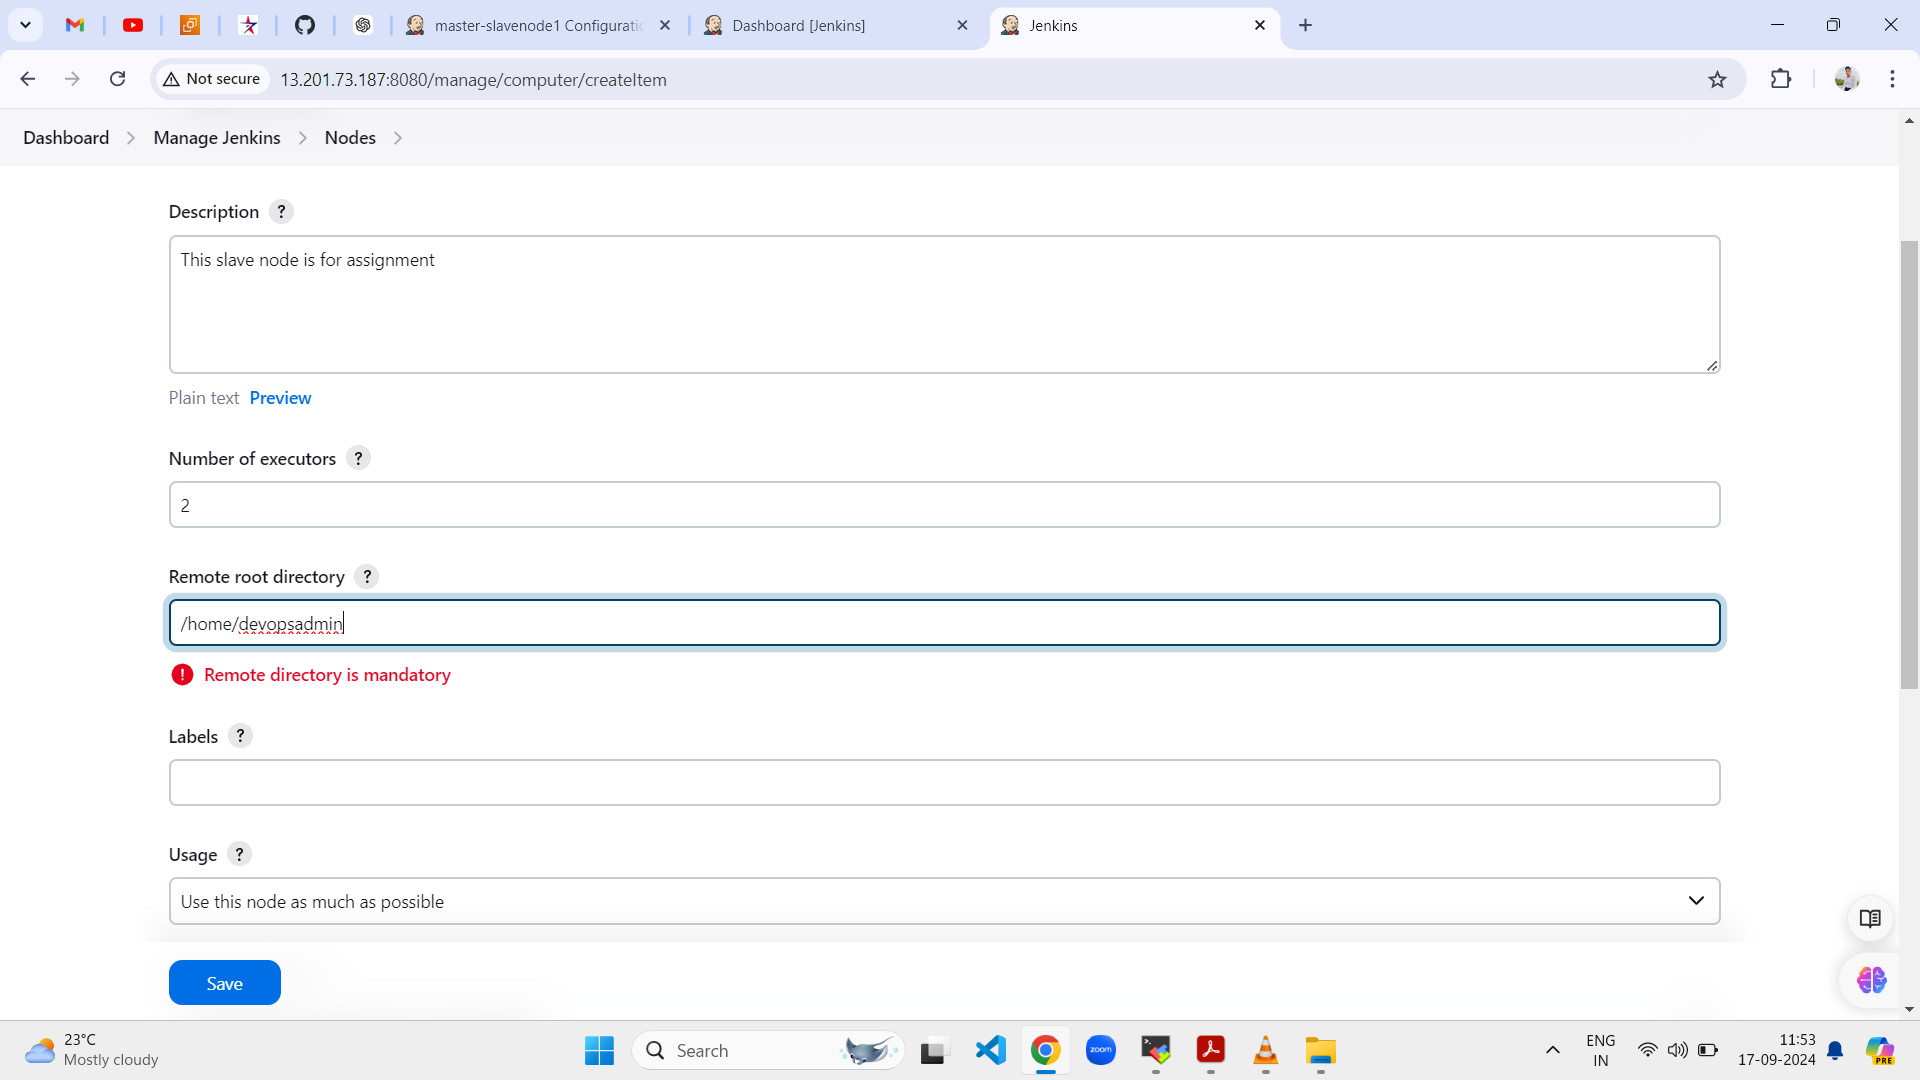 master-slavenode1 Configuratio
Dashboard [Jenkins]
Jenkins
Not secure
13.201.73.187:8080/manage/computer/createItem
Dashboard
Manage Jenkins
Nodes
Description ?
This slave node is for assignment
Plain text Preview
Number of executors ?
2
Remote root directory ?
/home/devopsadmin
! Remote directory is mandatory
Labels ?
Usage ?
Use this node as much as possible
Save
23°C
Mostly cloudy
Search
zoom
PRE
ENG
IN
11:53
17-09-2024